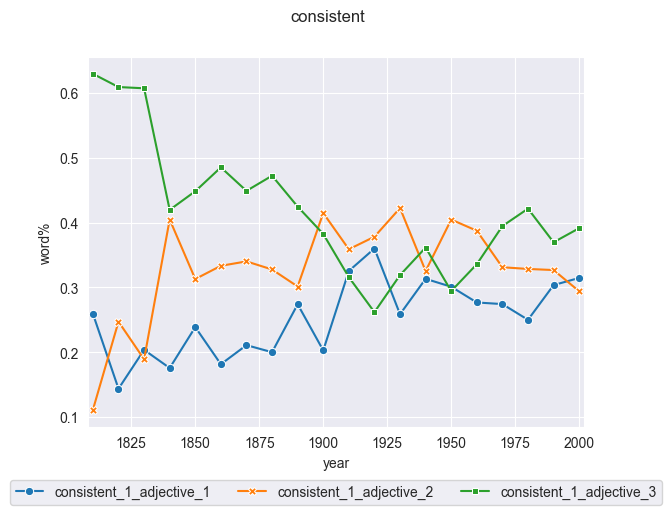 consistent
0.6
0.5
0.4
0.3
0.2
0.1
word%
1825 1850 1875 1900 1925 1950 1975 2000
year
consistent_1_adjective_1 consistent_1_adjective_2 consistent_1_adjective_3